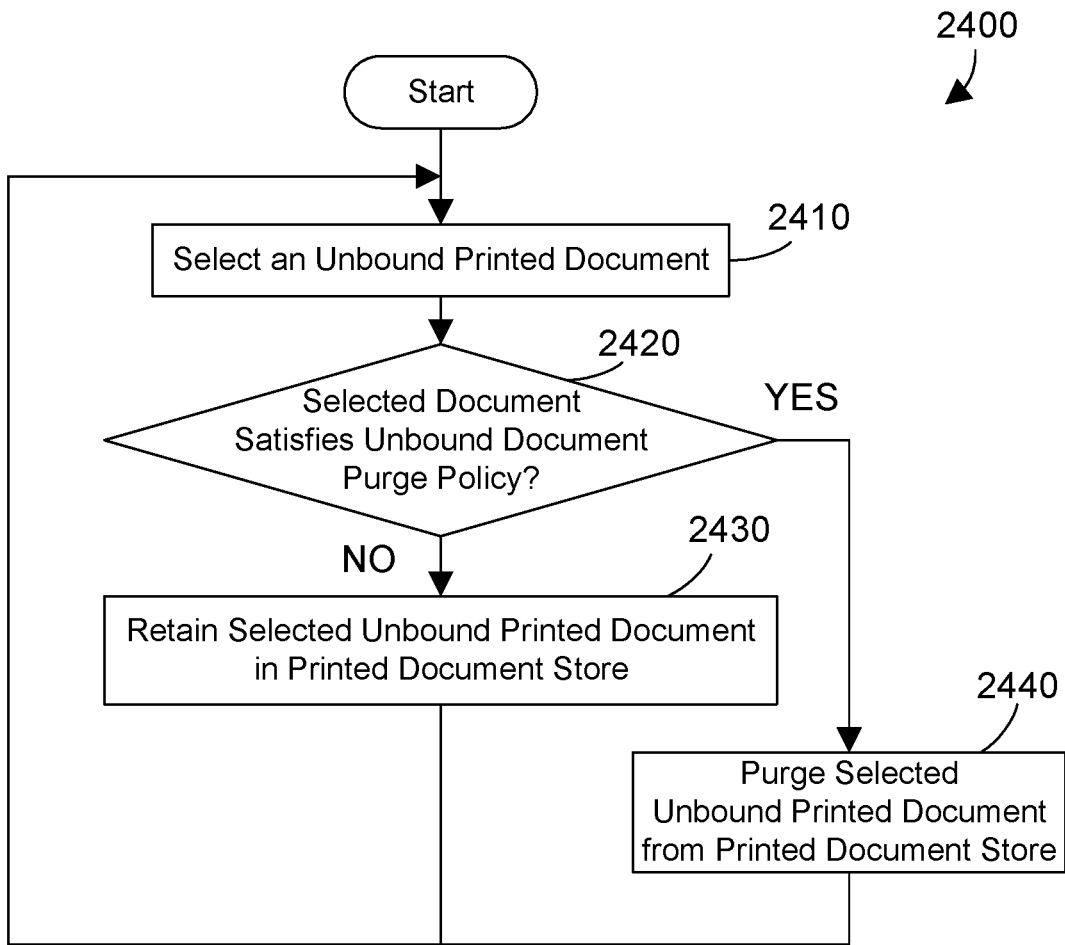 2400
Start
2410
Select an Unbound Printed Document
2420
Selected Document
Satisfies Unbound Document
Purge Policy?
YES
NO
2430
Retain Selected Unbound Printed Document
in Printed Document Store
2440
Purge Selected
Unbound Printed Document
from Printed Document Store